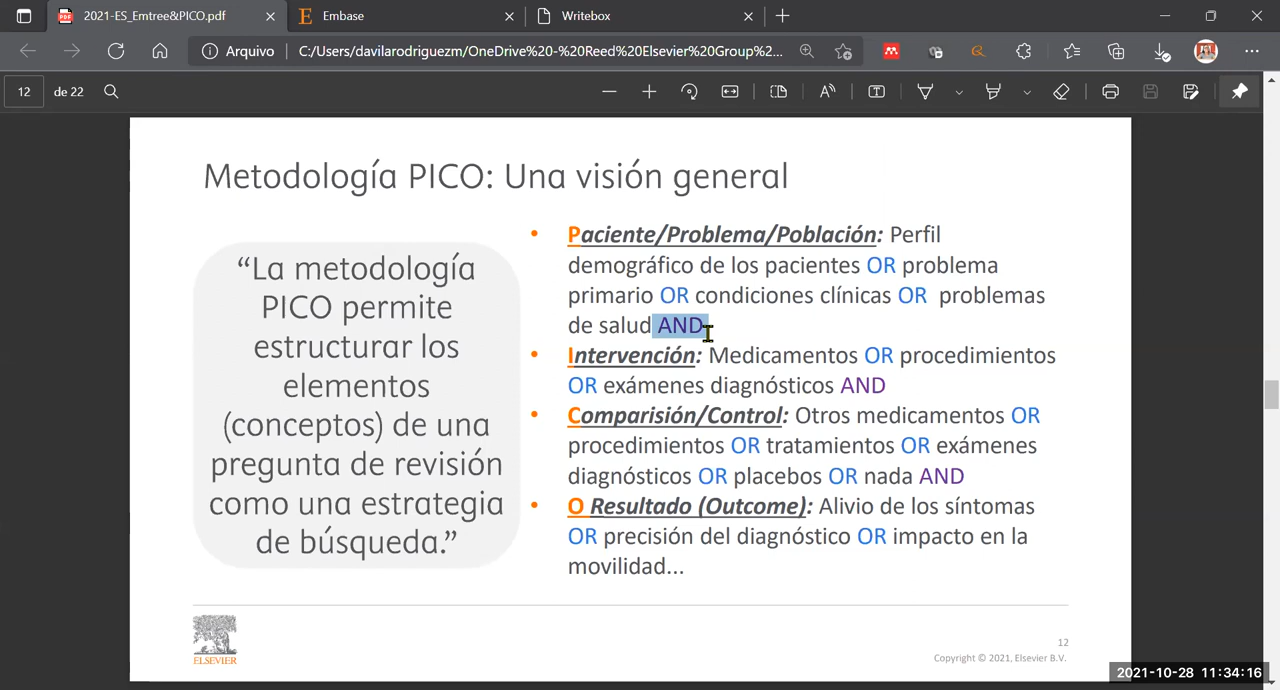 2021-ES_Emtree&PICO.pdf
Embase
Writebox
Arquivo
C:/Users/davilarodriguezm/OneDrive%20-%20Reed%20Elsevier%20Group%2...
12
de 22
Metodología PICO: Una visión general
“La metodología
PICO permite
estructurar los
elementos
(conceptos) de una
pregunta de revisión
como una estrategia
de búsqueda.”
• Paciente/Problema/Población: Perfil
demográfico de los pacientes OR problema
primario OR condiciones clínicas OR problemas
de salud AND
• Intervención: Medicamentos OR procedimientos
OR exámenes diagnósticos AND
• Comparisión/Control: Otros medicamentos OR
procedimientos OR tratamientos OR exámenes
diagnósticos OR placebos OR nada AND
• O Resultado (Outcome): Alivio de los síntomas
OR precisión del diagnóstico OR impacto en la
movilidad...
ELSEVIER
12
Copyright © 2021, Elsevier B.V.
2021-10-28 11:34:16